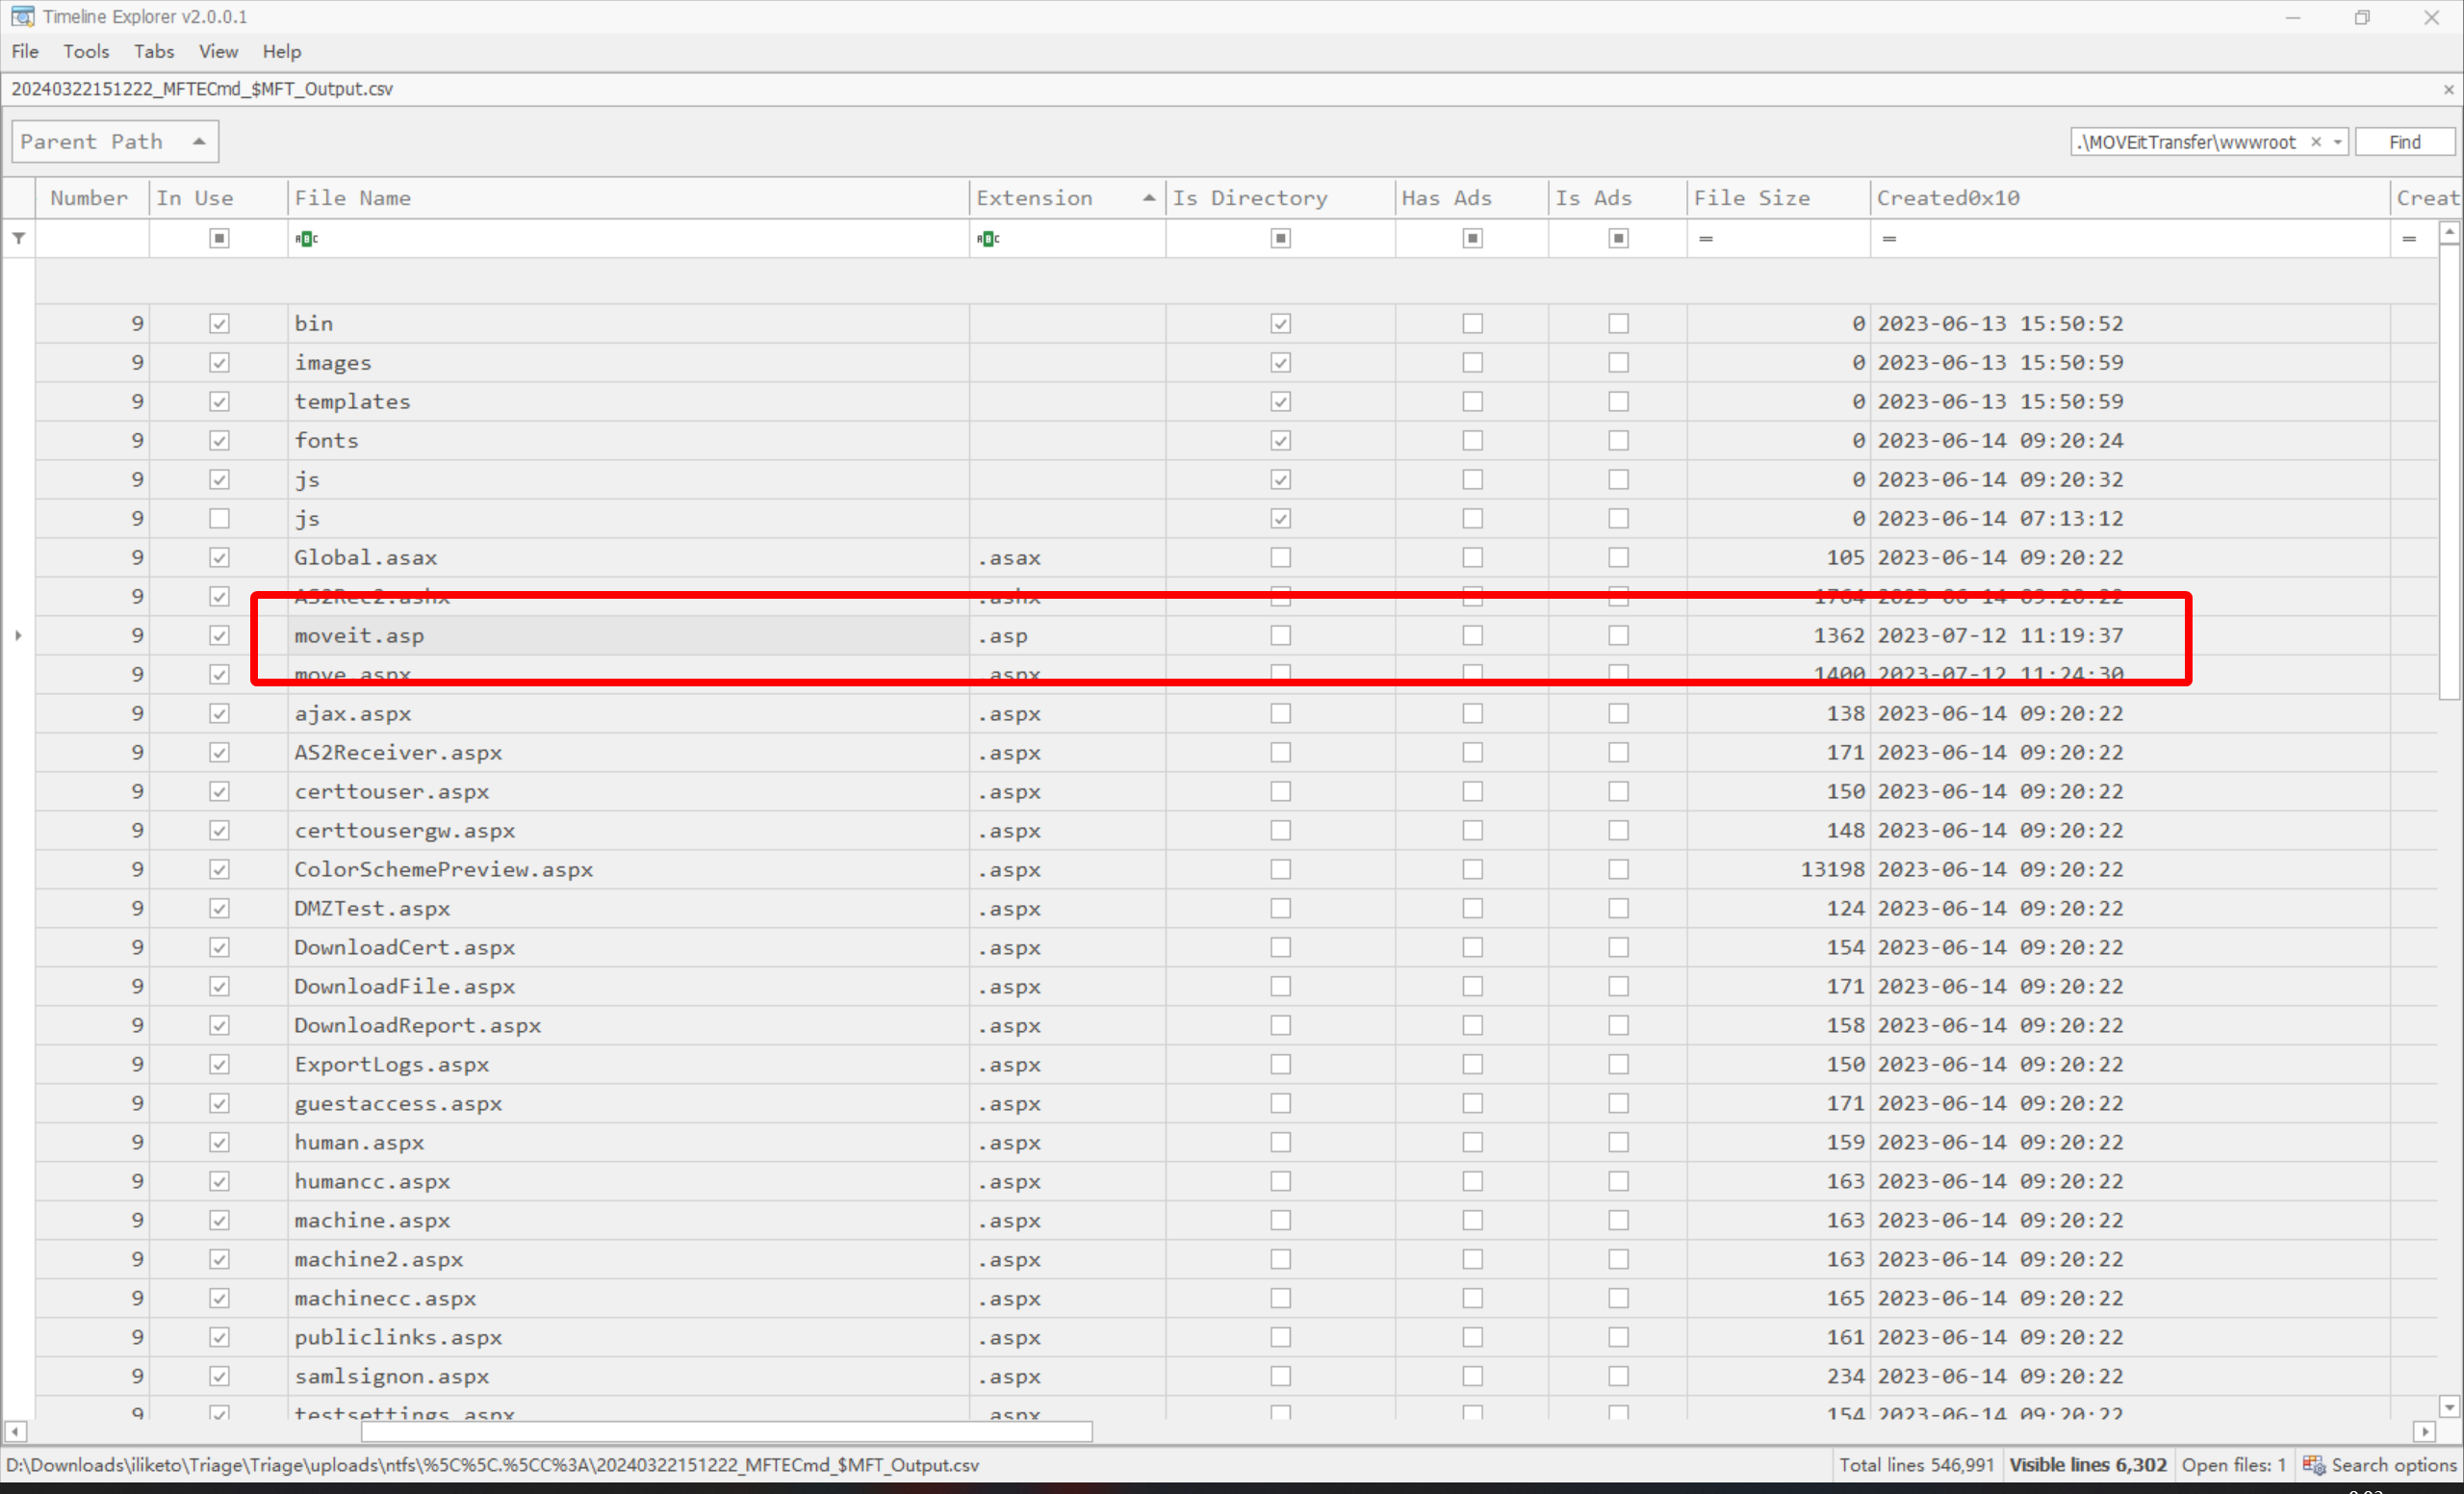 Timeline Explorer v2.0.0.1
File Tools Tabs View Help
20240322151222_MFTECmd_$MFT_Output.csv
Parent Path .\MOVEitTransfer\wwwroot Find
Number In Use File Name Extension Is Directory Has Ads Is Ads File Size Created0x10 Creat
= = =
9 bin 0 2023-06-13 15:50:52
9 images 0 2023-06-13 15:50:59
9 templates 0 2023-06-13 15:50:59
9 fonts 0 2023-06-14 09:20:24
9 js 0 2023-06-14 09:20:32
9 js 0 2023-06-14 07:13:12
9 Global.asax .asax 105 2023-06-14 09:20:22
9 AS2Rec2.ashx .ashx 1764 2023-06-14 09:20:22
9 moveit.asp .asp 1362 2023-07-12 11:19:37
9 move.aspx .aspx 1400 2023-07-12 11:24:30
9 ajax.aspx .aspx 138 2023-06-14 09:20:22
9 AS2Receiver.aspx .aspx 171 2023-06-14 09:20:22
9 certtouser.aspx .aspx 150 2023-06-14 09:20:22
9 certtousergw.aspx .aspx 148 2023-06-14 09:20:22
9 ColorSchemePreview.aspx .aspx 13198 2023-06-14 09:20:22
9 DMZTest.aspx .aspx 124 2023-06-14 09:20:22
9 DownloadCert.aspx .aspx 154 2023-06-14 09:20:22
9 DownloadFile.aspx .aspx 171 2023-06-14 09:20:22
9 DownloadReport.aspx .aspx 158 2023-06-14 09:20:22
9 ExportLogs.aspx .aspx 150 2023-06-14 09:20:22
9 guestaccess.aspx .aspx 171 2023-06-14 09:20:22
9 human.aspx .aspx 159 2023-06-14 09:20:22
9 humancc.aspx .aspx 163 2023-06-14 09:20:22
9 machine.aspx .aspx 163 2023-06-14 09:20:22
9 machine2.aspx .aspx 163 2023-06-14 09:20:22
9 machinecc.aspx .aspx 165 2023-06-14 09:20:22
9 publiclinks.aspx .aspx 161 2023-06-14 09:20:22
9 samlsignon.aspx .aspx 234 2023-06-14 09:20:22
9 testsettings.aspx .aspx 154 2023-06-14 09:20:22
D:\Downloads\iliketo\Triage\Triage\uploads\ntfs\%5C%5C.%5CC%3A\20240322151222_MFTECmd_$MFT_Output.csv Total lines 546,991 Visible lines 6,302 Open files: 1 Search options